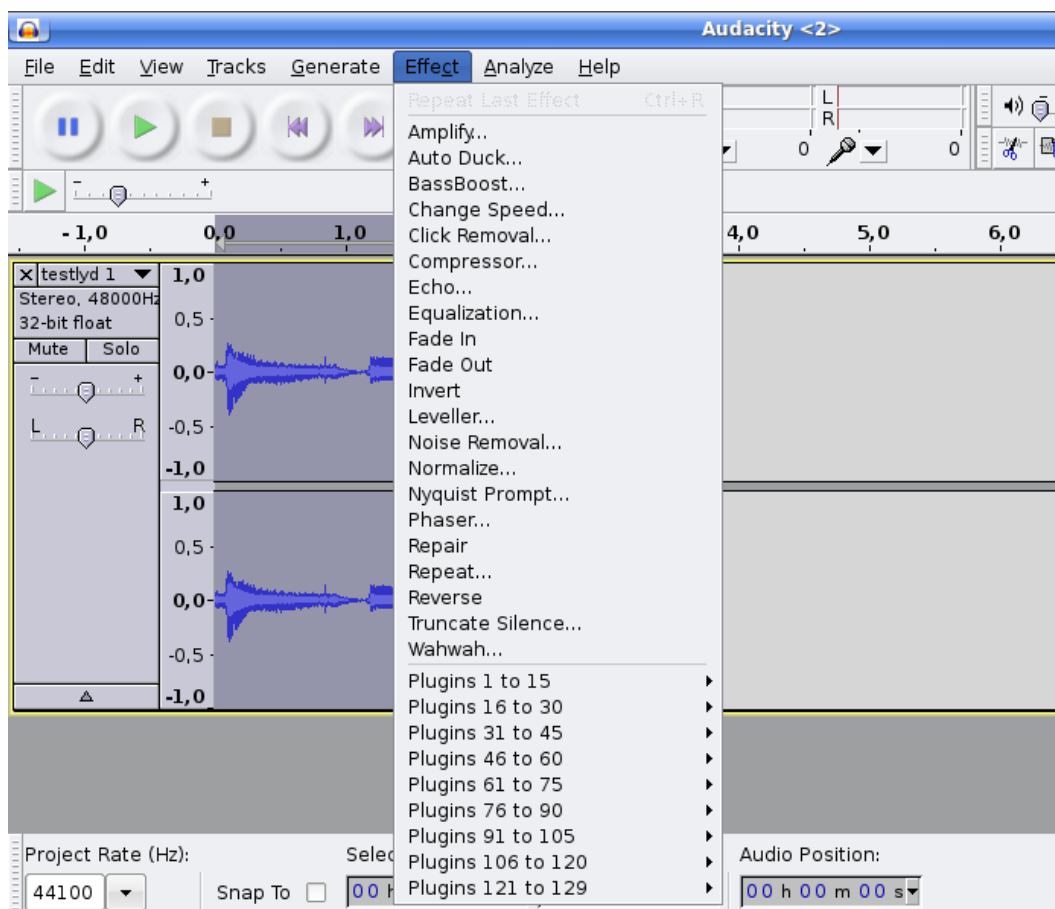 Audacity <2>
File Edit View Tracks Generate Effect Analyze Help
Repeat Last Effect Ctrl+R
L
R
0 0
- +
- 1,0 0,0 1,0 4,0 5,0 6,0
testlyd 1
Stereo, 48000Hz
32-bit float
Mute Solo
- +
L R
1,0
0,5
0,0
-0,5
-1,0
1,0
0,5
0,0
-0,5
-1,0
Amplify...
Auto Duck...
BassBoost...
Change Speed...
Click Removal...
Compressor...
Echo...
Equalization...
Fade In
Fade Out
Invert
Leveller...
Noise Removal...
Normalize...
Nyquist Prompt...
Phaser...
Repair
Repeat...
Reverse
Truncate Silence...
Wahwah...
Plugins 1 to 15
Plugins 16 to 30
Plugins 31 to 45
Plugins 46 to 60
Plugins 61 to 75
Plugins 76 to 90
Plugins 91 to 105
Plugins 106 to 120
Plugins 121 to 129
Project Rate (Hz):
44100
Snap To
Selec
00 h
Audio Position:
00 h 00 m 00 s